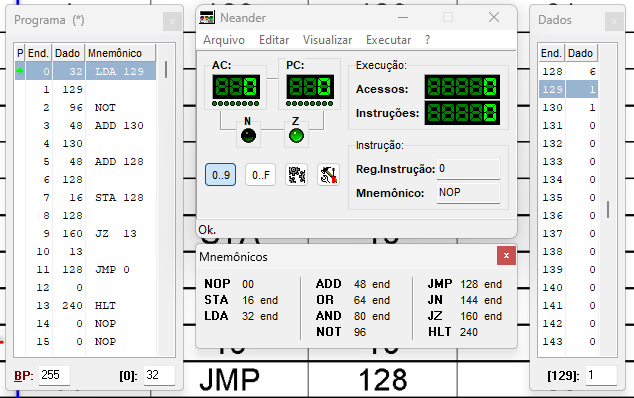 Programa (*)
P End. Dado Mnemônico
0 32 LDA 129
1 129
2 96 NOT
3 48 ADD 130
4 130
5 48 ADD 128
6 128
7 16 STA 128
8 128
9 160 JZ 13
10 13
11 128 JMP 0
12 0
13 240 HLT
14 0 NOP
15 0 NOP
BP: 255 [0]: 32
Neander
Arquivo Editar Visualizar Executar ?
AC: PC:
0 0
N Z
0..9 0..F
Execução:
Acessos: 0
Instruções: 0
Instrução:
Reg.Instrução: 0
Mnemônico: NOP
Ok.
Mnemônicos x
NOP 00 ADD 48 end JMP 128 end
STA 16 end OR 64 end JN 144 end
LDA 32 end AND 80 end JZ 160 end
NOT 96 HLT 240
Dados
End. Dado
128 6
129 1
130 1
131 0
132 0
133 0
134 0
135 0
136 0
137 0
138 0
139 0
140 0
141 0
142 0
143 0
[129]: 1
JMP 128